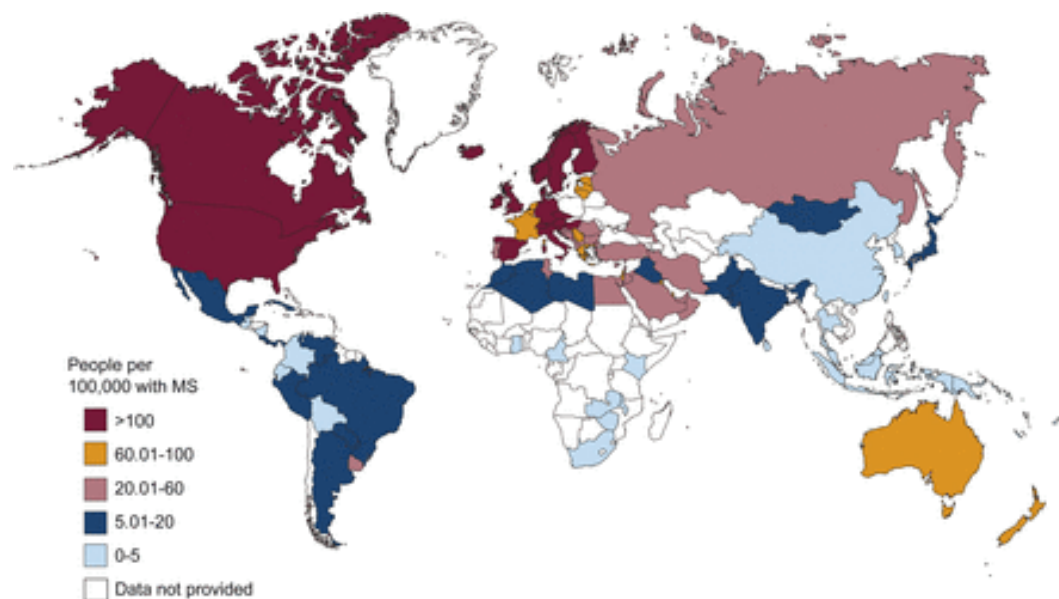 People per
100,000 with MS
>100
60.01-100
20.01-60
5.01-20
0-5
Data not provided